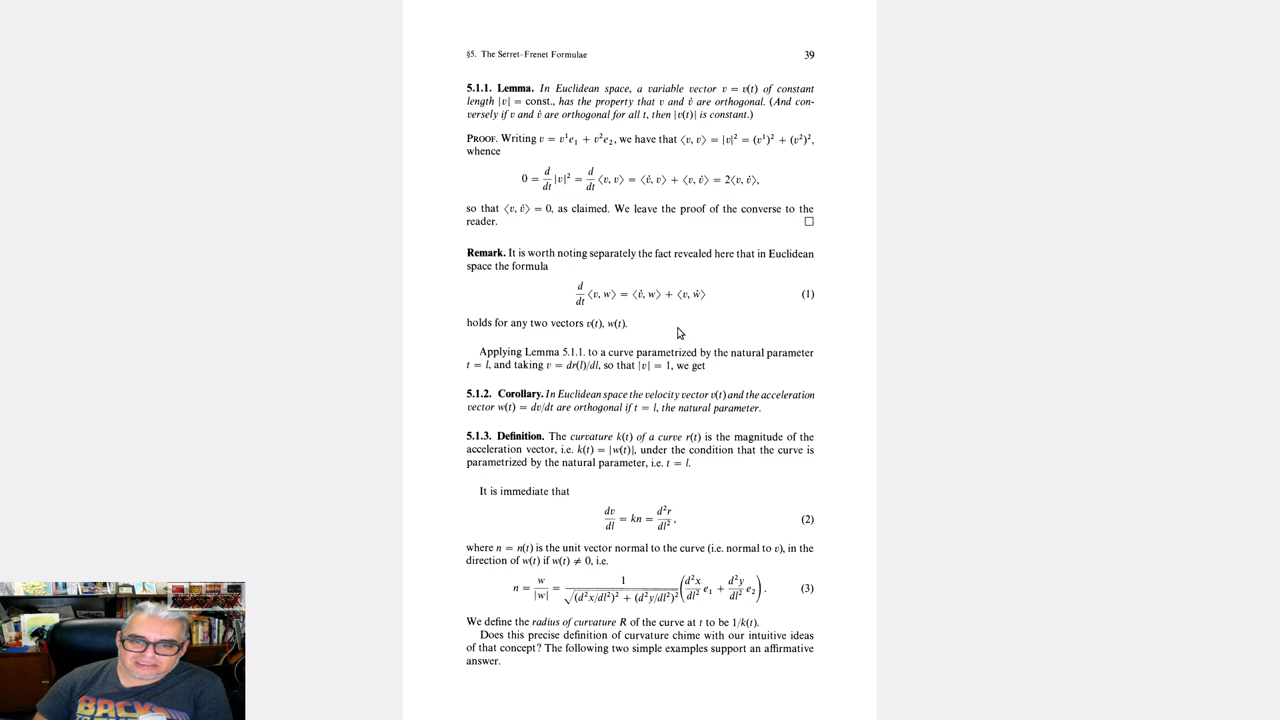 §5. The Serret–Frenet Formulae 39
5.1.1. Lemma. In Euclidean space, a variable vector v = v(t) of constant
length |v| = const., has the property that v and v̇ are orthogonal. (And con-
versely if v and v̇ are orthogonal for all t, then |v(t)| is constant.)
PROOF. Writing v = v¹e₁ + v²e₂, we have that ⟨v, v⟩ = |v|² = (v¹)² + (v²)²,
whence
0 = d/dt |v|² = d/dt ⟨v, v⟩ = ⟨v̇, v⟩ + ⟨v, v̇⟩ = 2⟨v, v̇⟩,
so that ⟨v, v̇⟩ = 0, as claimed. We leave the proof of the converse to the
reader. □
Remark. It is worth noting separately the fact revealed here that in Euclidean
space the formula
d/dt ⟨v, w⟩ = ⟨v̇, w⟩ + ⟨v, ẇ⟩ (1)
holds for any two vectors v(t), w(t).
Applying Lemma 5.1.1. to a curve parametrized by the natural parameter
t = l, and taking v = dr(l)/dl, so that |v| = 1, we get
5.1.2. Corollary. In Euclidean space the velocity vector v(t) and the acceleration
vector w(t) = dv/dt are orthogonal if t = l, the natural parameter.
5.1.3. Definition. The curvature k(t) of a curve r(t) is the magnitude of the
acceleration vector, i.e. k(t) = |w(t)|, under the condition that the curve is
parametrized by the natural parameter, i.e. t = l.
It is immediate that
dv/dl = kn = d²r/dl², (2)
where n = n(t) is the unit vector normal to the curve (i.e. normal to v), in the
direction of w(t) if w(t) ≠ 0, i.e.
n = w/|w| = 1/√((d²x/dl²)² + (d²y/dl²)²) (d²x/dl² e₁ + d²y/dl² e₂). (3)
We define the radius of curvature R of the curve at t to be 1/k(t).
Does this precise definition of curvature chime with our intuitive ideas
of that concept? The following two simple examples support an affirmative
answer.
BACK